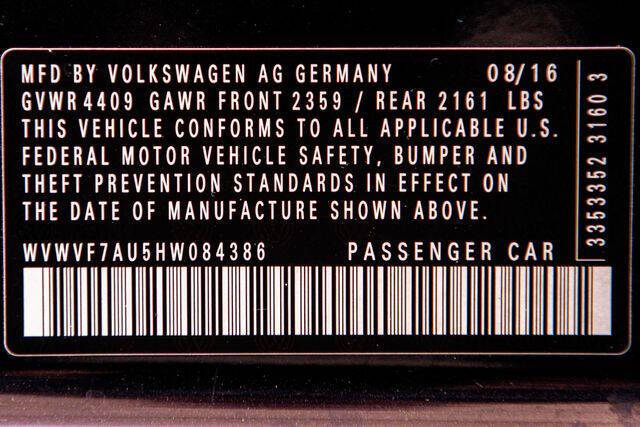 MFD BY VOLKSWAGEN AG GERMANY 08/16
GVWR 4409 GAWR FRONT 2359 / REAR 2161 LBS
THIS VEHICLE CONFORMS TO ALL APPLICABLE U.S.
FEDERAL MOTOR VEHICLE SAFETY, BUMPER AND
THEFT PREVENTION STANDARDS IN EFFECT ON
THE DATE OF MANUFACTURE SHOWN ABOVE.
WVWVF7AU5HW084386 PASSENGER CAR
3353352 3160 3